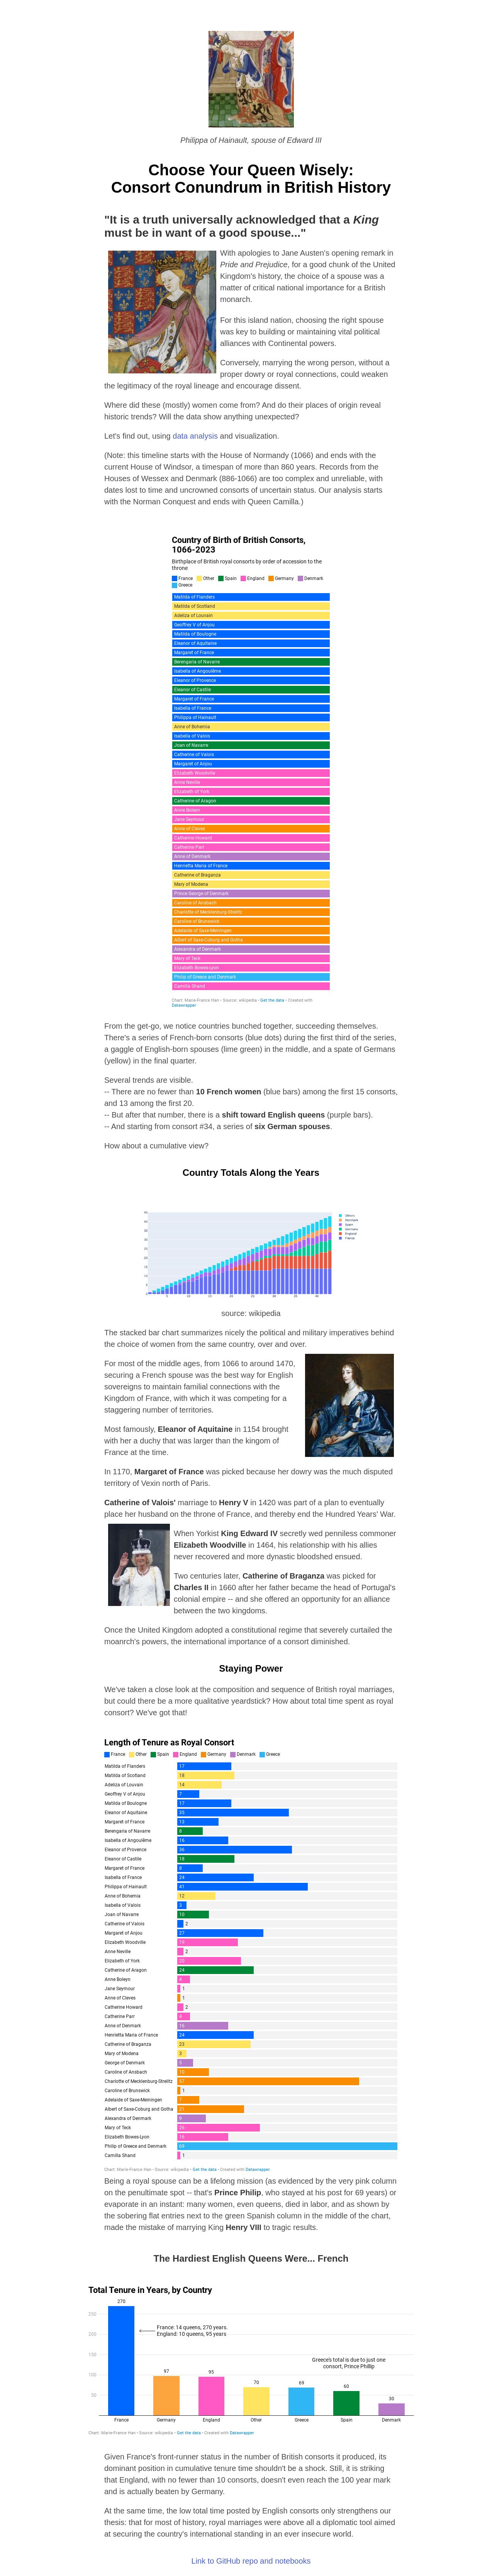 Philippa of Hainault, spouse of Edward III
Choose Your Queen Wisely:
Consort Conundrum in British History
"It is a truth universally acknowledged that a King
must be in want of a good spouse..."
With apologies to Jane Austen's opening remark in
Pride and Prejudice, for a good chunk of the United
Kingdom's history, the choice of a spouse was a
matter of critical national importance for a British
monarch.
For this island nation, choosing the right spouse
was key to building or maintaining vital political
alliances with Continental powers.
Conversely, marrying the wrong person, without a
proper dowry or royal connections, could weaken
the legitimacy of the royal lineage and encourage dissent.
Where did these (mostly) women come from? And do their places of origin reveal
historic trends? Will the data show anything unexpected?
Let's find out, using data analysis and visualization.
(Note: this timeline starts with the House of Normandy (1066) and ends with the
current House of Windsor, a timespan of more than 860 years. Records from the
Houses of Wessex and Denmark (886-1066) are too complex and unreliable, with
dates lost to time and uncrowned consorts of uncertain status. Our analysis
starts with the Norman Conquest and ends with Queen Camilla.)
Country of Birth of British Consorts,
1066-2023
Birthplace of British royal consorts by order of accession to the
throne
France Other Spain England Germany Denmark
Greece
Matilda of Flanders
Matilda of Scotland
Adeliza of Louvain
Geoffrey V of Anjou
Matilda of Boulogne
Eleanor of Aquitaine
Margaret of France
Berengaria of Navarre
Isabella of Angoulême
Eleanor of Provence
Eleanor of Castile
Margaret of France
Isabella of France
Philippa of Hainault
Anne of Bohemia
Isabella of Valois
Joan of Navarre
Catherine of Valois
Margaret of Anjou
Elizabeth Woodville
Anne Neville
Elizabeth of York
Catherine of Aragon
Anne Boleyn
Jane Seymour
Anne of Cleves
Catherine Howard
Catherine Parr
Anne of Denmark
Henrietta Maria of France
Catherine of Braganza
Mary of Modena
Prince George of Denmark
Caroline of Ansbach
Charlotte of Mecklenburg-Strelitz
Caroline of Brunswick
Adelaide of Saxe-Meiningen
Albert of Saxe-Coburg and Gotha
Alexandra of Denmark
Mary of Teck
Elizabeth Bowes-Lyon
Philip of Greece and Denmark
Camilla Shand
Chart: Marie-France Han • Source: wikipedia • Get the data • Created with
Datawrapper
From the get-go, we notice countries bunched together, succeeding themselves.
There's a series of French-born consorts (blue dots) during the first third of the series,
a gaggle of English-born spouses (lime green) in the middle, and a spate of Germans
(yellow) in the final quarter.
Several trends are visible.
-- There are no fewer than 10 French women (blue bars) among the first 15 consorts,
and 13 among the first 20.
-- But after that number, there is a shift toward English queens (purple bars).
-- And starting from consort #34, a series of six German spouses.
How about a cumulative view?
Country Totals Along the Years
Others
Denmark
Spain
Germany
England
France
source: wikipedia
The stacked bar chart summarizes nicely the political and military imperatives behind
the choice of women from the same country, over and over.
For most of the middle ages, from 1066 to around 1470,
securing a French spouse was the best way for English
sovereigns to maintain familial connections with the
Kingdom of France, with which it was competing for a
staggering number of territories.
Most famously, Eleanor of Aquitaine in 1154 brought
with her a duchy that was larger than the kingom of
France at the time.
In 1170, Margaret of France was picked because her dowry was the much disputed
territory of Vexin north of Paris.
Catherine of Valois' marriage to Henry V in 1420 was part of a plan to eventually
place her husband on the throne of France, and thereby end the Hundred Years' War.
When Yorkist King Edward IV secretly wed penniless commoner
Elizabeth Woodville in 1464, his relationship with his allies
never recovered and more dynastic bloodshed ensued.
Two centuries later, Catherine of Braganza was picked for
Charles II in 1660 after her father became the head of Portugal's
colonial empire -- and she offered an opportunity for an alliance
between the two kingdoms.
Once the United Kingdom adopted a constitutional regime that severely curtailed the
moanrch's powers, the international importance of a consort diminished.
Staying Power
We've taken a close look at the composition and sequence of British royal marriages,
but could there be a more qualitative yeardstick? How about total time spent as royal
consort? We've got that!
Length of Tenure as Royal Consort
France Other Spain England Germany Denmark Greece
Matilda of Flanders 17
Matilda of Scotland 18
Adeliza of Louvain 14
Geoffrey V of Anjou 7
Matilda of Boulogne 17
Eleanor of Aquitaine 35
Margaret of France 13
Berengaria of Navarre 8
Isabella of Angoulême 16
Eleanor of Provence 36
Eleanor of Castile 18
Margaret of France 8
Isabella of France 24
Philippa of Hainault 41
Anne of Bohemia 12
Isabella of Valois
Joan of Navarre 10
Catherine of Valois 2
Margaret of Anjou 27
Elizabeth Woodville 19
Anne Neville 2
Elizabeth of York 20
Catherine of Aragon 24
Anne Boleyn
Jane Seymour 1
Anne of Cleves 1
Catherine Howard 2
Catherine Parr
Anne of Denmark 16
Henrietta Maria of France 24
Catherine of Braganza 23
Mary of Modena 3
George of Denmark 5
Caroline of Ansbach 10
Charlotte of Mecklenburg-Strelitz 57
Caroline of Brunswick 1
Adelaide of Saxe-Meiningen
Albert of Saxe-Coburg and Gotha 21
Alexandra of Denmark 9
Mary of Teck
Elizabeth Bowes-Lyon
Philip of Greece and Denmark 69
Camilla Shand 1
Chart: Marie-France Han • Source: wikipedia • Get the data • Created with Datawrapper
Being a royal spouse can be a lifelong mission (as evidenced by the very pink column
on the penultimate spot -- that's Prince Philip, who stayed at his post for 69 years) or
evaporate in an instant: many women, even queens, died in labor, and as shown by
the sobering flat entries next to the green Spanish column in the middle of the chart,
made the mistake of marrying King Henry VIII to tragic results.
The Hardiest English Queens Were... French
Total Tenure in Years, by Country
270
250
France: 14 queens, 270 years.
England: 10 queens, 95 years
200
150
Greece's total is due to just one
consort, Prince Phillip
100
97 95 70 69 60 30
50
France Germany England Other Greece Spain Denmark
Chart: Marie-France Han • Source: wikipedia • Get the data • Created with Datawrapper
Given France's front-runner status in the number of British consorts it produced, its
dominant position in cumulative tenure time shouldn't be a shock. Still, it is striking
that England, with no fewer than 10 consorts, doesn't even reach the 100 year mark
and is actually beaten by Germany.
At the same time, the low total time posted by English consorts only strengthens our
thesis: that for most of history, royal marriages were above all a diplomatic tool aimed
at securing the country's international standing in an ever insecure world.
Link to GitHub repo and notebooks